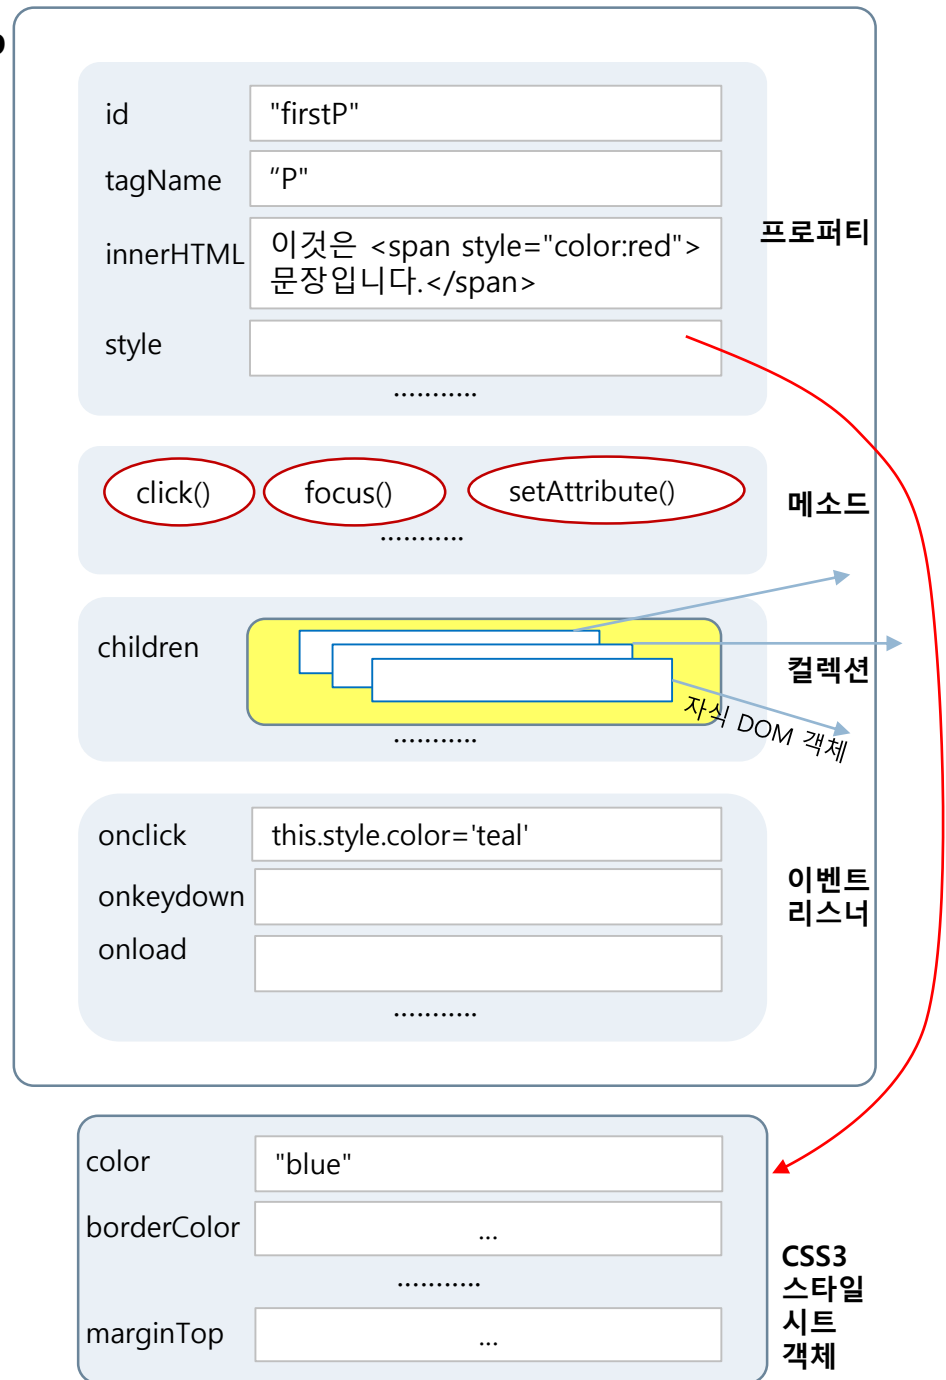 id
"firstP"
tagName
“P"
프로퍼티
innerHTML
이것은 <span style="color:red">
문장입니다.</span>
style
...........
click()
focus()
setAttribute()
메소드
...........
children
컬렉션
자식 DOM 객체
...........
onclick
this.style.color='teal'
onkeydown
이벤트
리스너
onload
...........
color
"blue"
borderColor
...
...........
marginTop
...
CSS3
스타일
시트
객체